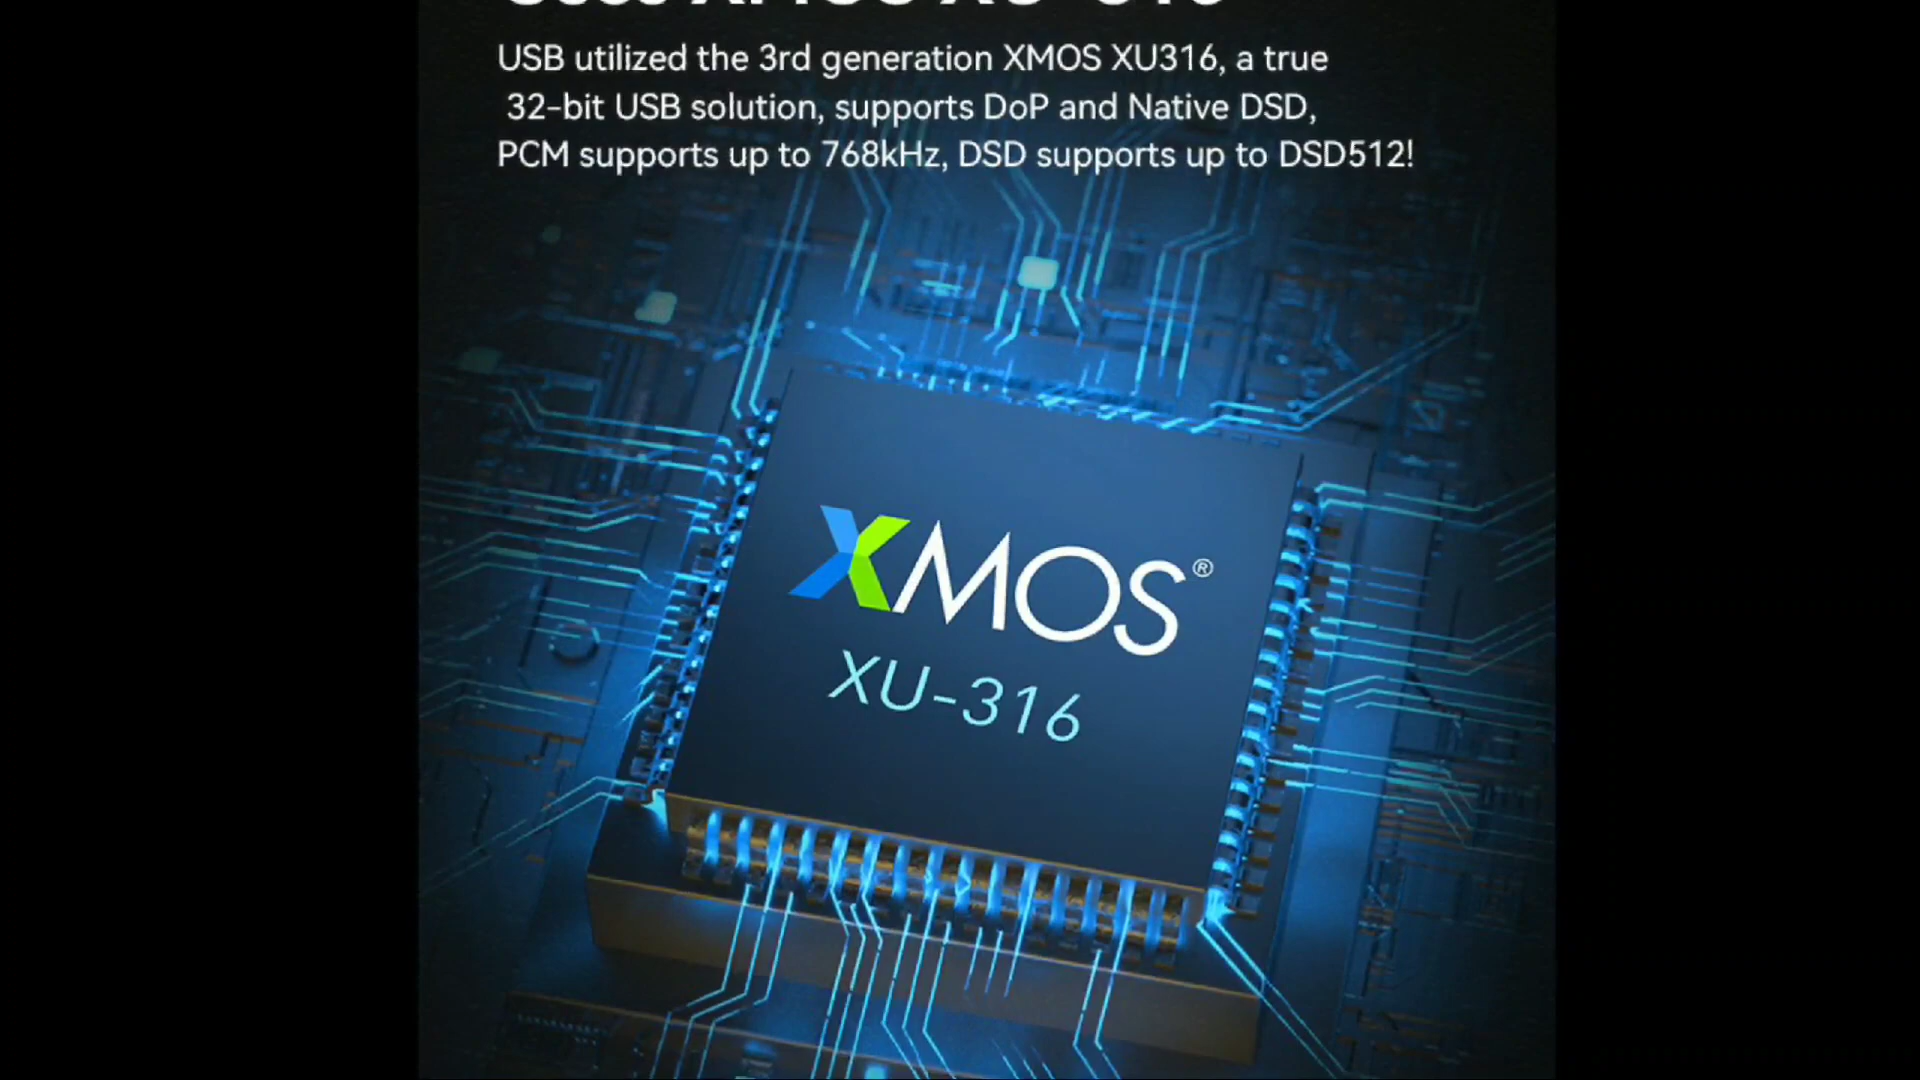 USB utilized the 3rd generation XMOS XU316, a true
32-bit USB solution, supports DoP and Native DSD,
PCM supports up to 768kHz, DSD supports up to DSD512!
XMOS®
XU-316